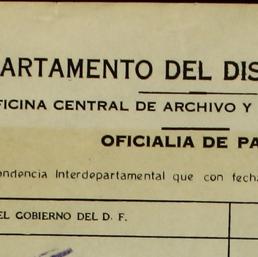 ARTAMENTO DEL DIS
FICINA CENTRAL DE ARCHIVO Y
OFICIALIA DE PA
ndencia Interdepartamental que con fech
EL GOBIERNO DEL D. F.